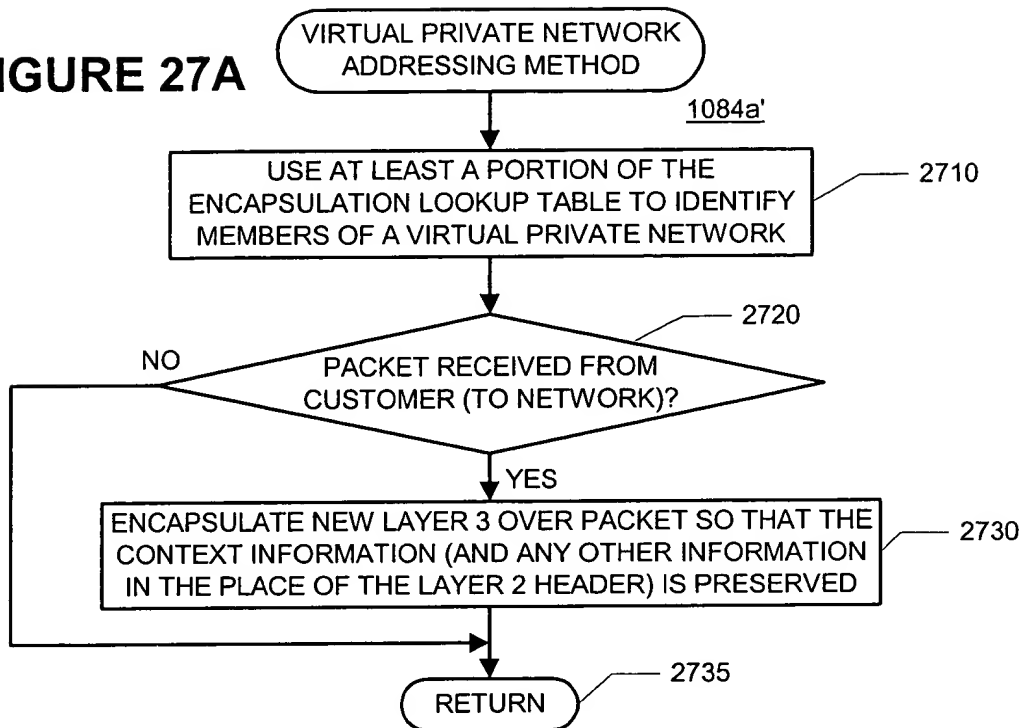 IGURE 27A
VIRTUAL PRIVATE NETWORK
ADDRESSING METHOD
1084a'
USE AT LEAST A PORTION OF THE
ENCAPSULATION LOOKUP TABLE TO IDENTIFY
MEMBERS OF A VIRTUAL PRIVATE NETWORK
2710
2720
NO
PACKET RECEIVED FROM
CUSTOMER (TO NETWORK)?
YES
ENCAPSULATE NEW LAYER 3 OVER PACKET SO THAT THE
CONTEXT INFORMATION (AND ANY OTHER INFORMATION
IN THE PLACE OF THE LAYER 2 HEADER) IS PRESERVED
2730
RETURN
2735